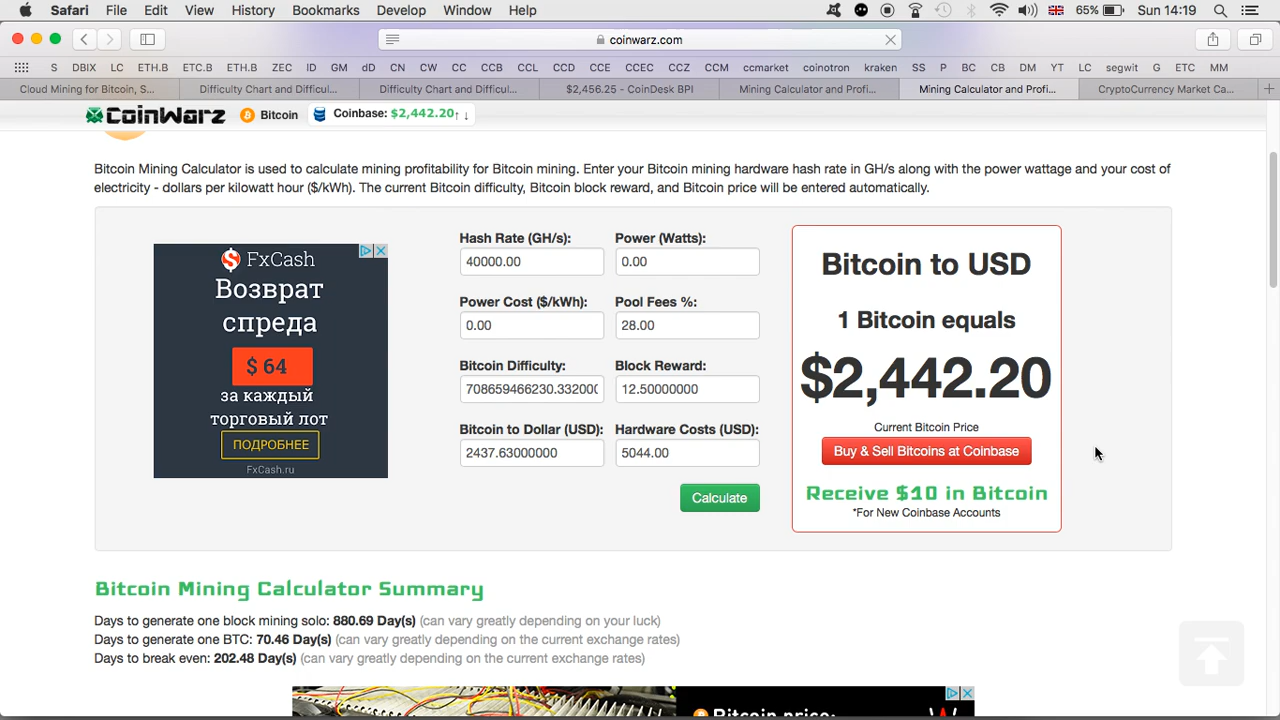 Safari File Edit View History Bookmarks Develop Window Help 65% Sun 14:19
coinwarz.com
S DBIX LC ETH.B ETC.B ETH.B ZEC ID GM dD CN CW CC CCB CCL CCD CCE CCEC CCZ CCM ccmarket coinotron kraken SS P BC CB DM YT LC segwit G ETC MM
Cloud Mining for Bitcoin, S... Difficulty Chart and Difficul... Difficulty Chart and Difficul... $2,456.25 - CoinDesk BPI Mining Calculator and Profi... Mining Calculator and Profi... CryptoCurrency Market Ca...
CoinWarz Bitcoin Coinbase: $2,442.20↑ ↓
Bitcoin Mining Calculator is used to calculate mining profitability for Bitcoin mining. Enter your Bitcoin mining hardware hash rate in GH/s along with the power wattage and your cost of
electricity - dollars per kilowatt hour ($/kWh). The current Bitcoin difficulty, Bitcoin block reward, and Bitcoin price will be entered automatically.
FxCash
Возврат
спреда
$ 64
за каждый
торговый лот
ПОДРОБНЕЕ
FxCash.ru
Hash Rate (GH/s): Power (Watts):
40000.00 0.00
Power Cost ($/kWh): Pool Fees %:
0.00 28.00
Bitcoin Difficulty: Block Reward:
708659466230.332000 12.50000000
Bitcoin to Dollar (USD): Hardware Costs (USD):
2437.63000000 5044.00
Calculate
Bitcoin to USD
1 Bitcoin equals
$2,442.20
Current Bitcoin Price
Buy & Sell Bitcoins at Coinbase
Receive $10 in Bitcoin
*For New Coinbase Accounts
Bitcoin Mining Calculator Summary
Days to generate one block mining solo: 880.69 Day(s) (can vary greatly depending on your luck)
Days to generate one BTC: 70.46 Day(s) (can vary greatly depending on the current exchange rates)
Days to break even: 202.48 Day(s) (can vary greatly depending on the current exchange rates)
Bitcoin price: